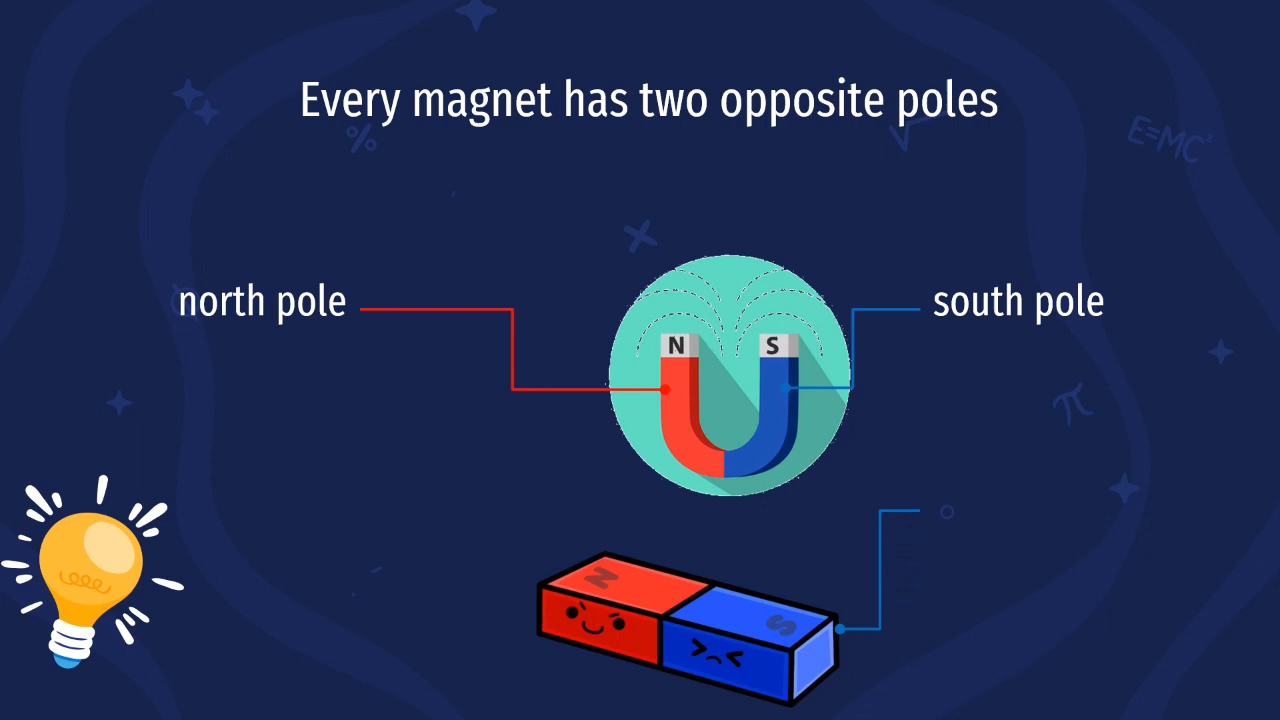 Every magnet has two opposite poles
%
√
E=MC²
north pole
south pole
N S
π
N
S